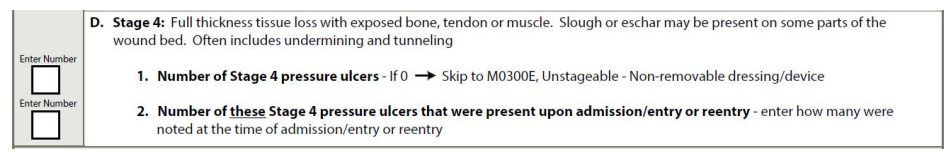 D. Stage 4: Full thickness tissue loss with exposed bone, tendon or muscle. Slough or eschar may be present on some parts of the
wound bed. Often includes undermining and tunneling
Enter Number
1. Number of Stage 4 pressure ulcers - If 0 → Skip to M0300E, Unstageable - Non-removable dressing/device
Enter Number
2. Number of these Stage 4 pressure ulcers that were present upon admission/entry or reentry - enter how many were
noted at the time of admission/entry or reentry